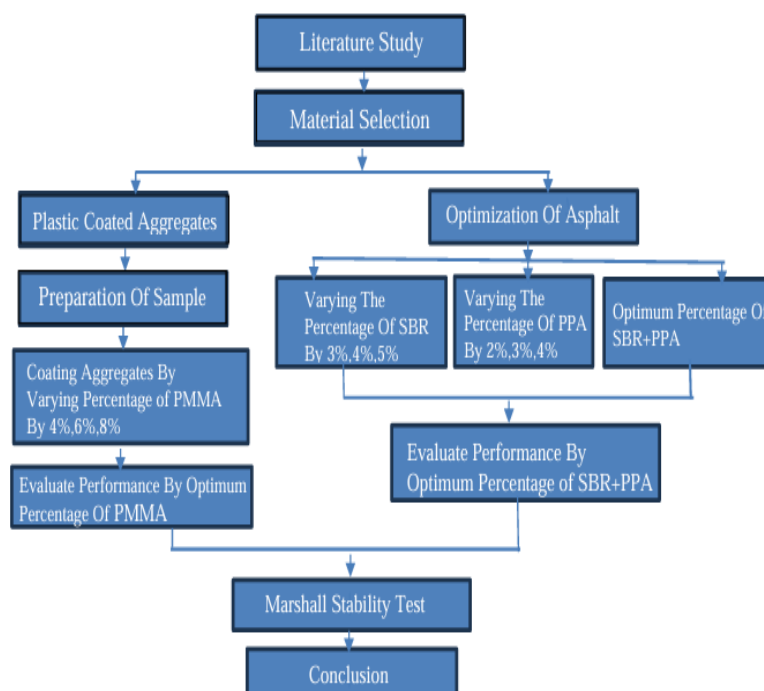 Literature Study
Material Selection
Plastic Coated Aggregates
Optimization Of Asphalt
Preparation Of Sample
Varying The
Percentage Of SBR
By 3%,4%,5%
Varying The
Percentage Of PPA
By 2%,3%,4%
Optimum Percentage Of
SBR+PPA
Coating Aggregates By
Varying Percentage of PMMA
By 4%,6%,8%
Evaluate Performance By Optimum
Percentage Of PMMA
Evaluate Performance By
Optimum Percentage of SBR+PPA
Marshall Stability Test
Conclusion